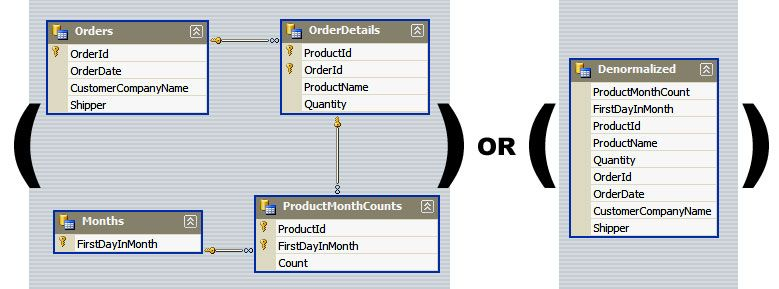 Orders
OrderId
OrderDate
CustomerCompanyName
Shipper
OrderDetails
ProductId
OrderId
ProductName
Quantity
Months
FirstDayInMonth
ProductMonthCounts
ProductId
FirstDayInMonth
Count
(
)
OR
(
Denormalized
ProductMonthCount
FirstDayInMonth
ProductId
ProductName
Quantity
OrderId
OrderDate
CustomerCompanyName
Shipper
)